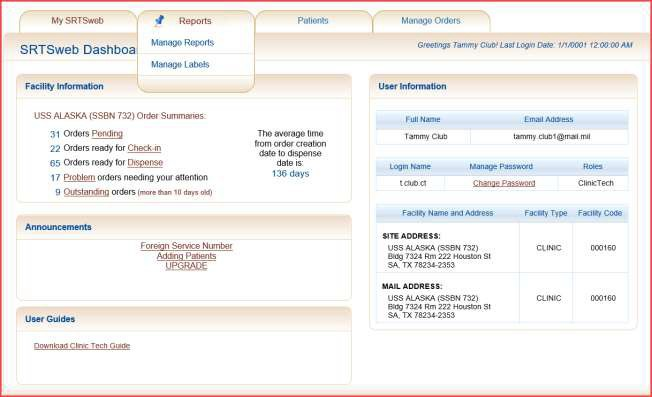 My SRTSweb
Reports
Patients
Manage Orders
Manage Reports
Manage Labels
SRTSweb Dashboar
Greetings Tammy Club! Last Login Date: 1/1/0001 12:00:00 AM
Facility Information
USS ALASKA (SSBN 732) Order Summaries:
31 Orders Pending
22 Orders ready for Check-in
65 Orders ready for Dispense
17 Problem orders needing your attention
9 Outstanding orders (more than 10 days old)
The average time
from order creation
date to dispense
date is:
136 days
Announcements
Foreign Service Number
Adding Patients
UPGRADE
User Guides
Download Clinic Tech Guide
User Information
Full Name Email Address
Tammy Club tammy.club1@mail.mil
Login Name Manage Password Roles
t.club.ct Change Password ClinicTech
Facility Name and Address Facility Type Facility Code
SITE ADDRESS:
USS ALASKA (SSBN 732) CLINIC 000160
Bldg 7324 Rm 222 Houston St
SA, TX 78234-2353
MAIL ADDRESS:
USS ALASKA (SSBN 732) CLINIC 000160
Bldg 7324 Rm 222 Houston St
SA, TX 78234-2353